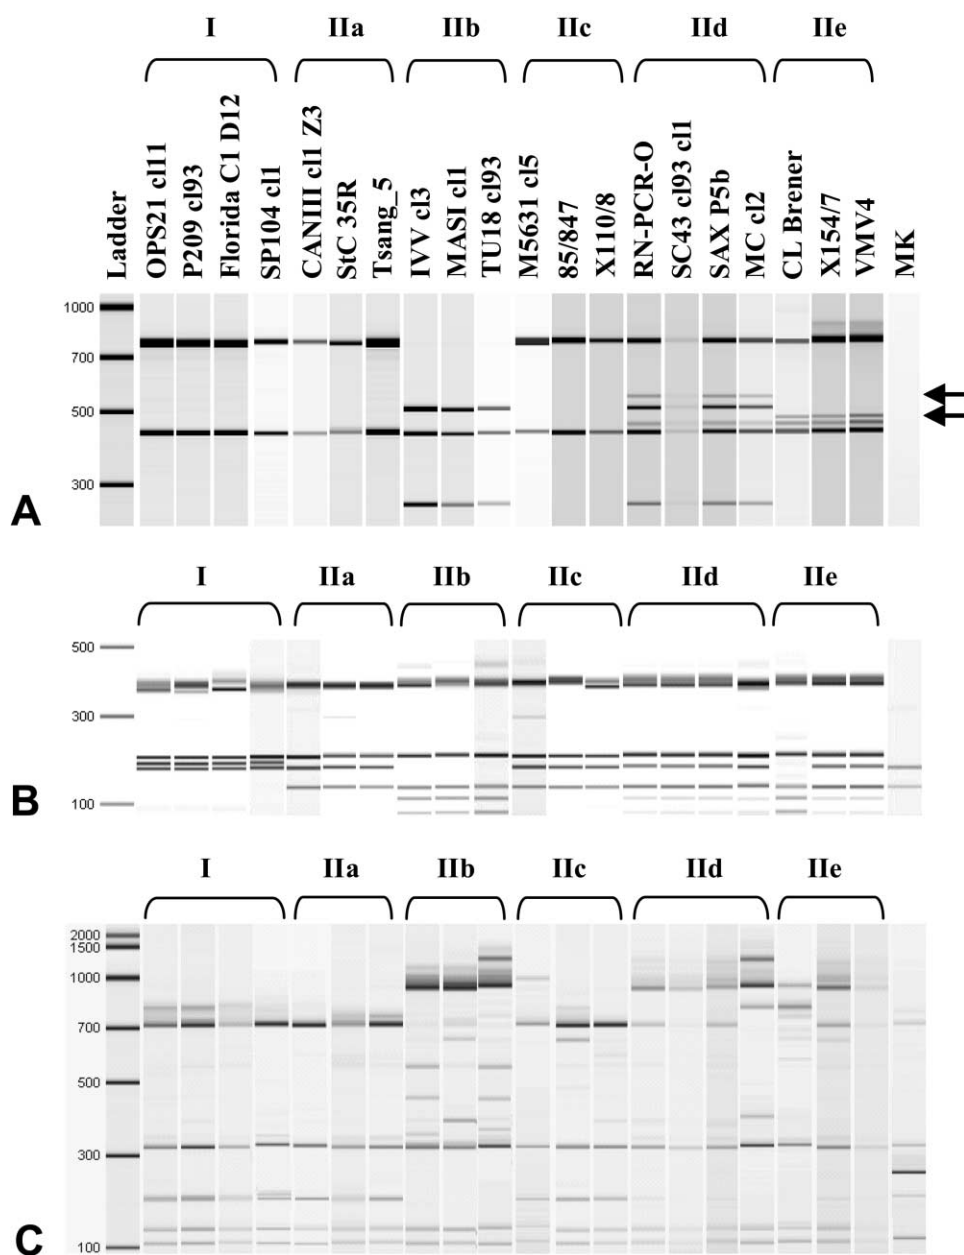 I IIa IIb IIc IId IIe
Ladder OPS21 cl11 P209 cl93 Florida C1 D12 SP104 cl1 CANIII cl1 Z3 StC 35R Tsang_5 IVV cl3 MASI cl1 TU18 cl93 M5631 cl5 85/847 X110/8 RN-PCR-O SC43 cl93 cl1 SAX P5b MC cl2 CL Brener X1547/7 VMV4 MK
1000
700
500
300
A
I IIa IIb IIc IId IIe
500
300
100
B
I IIa IIb IIc IId IIe
2000
1500
1000
700
500
300
100
C